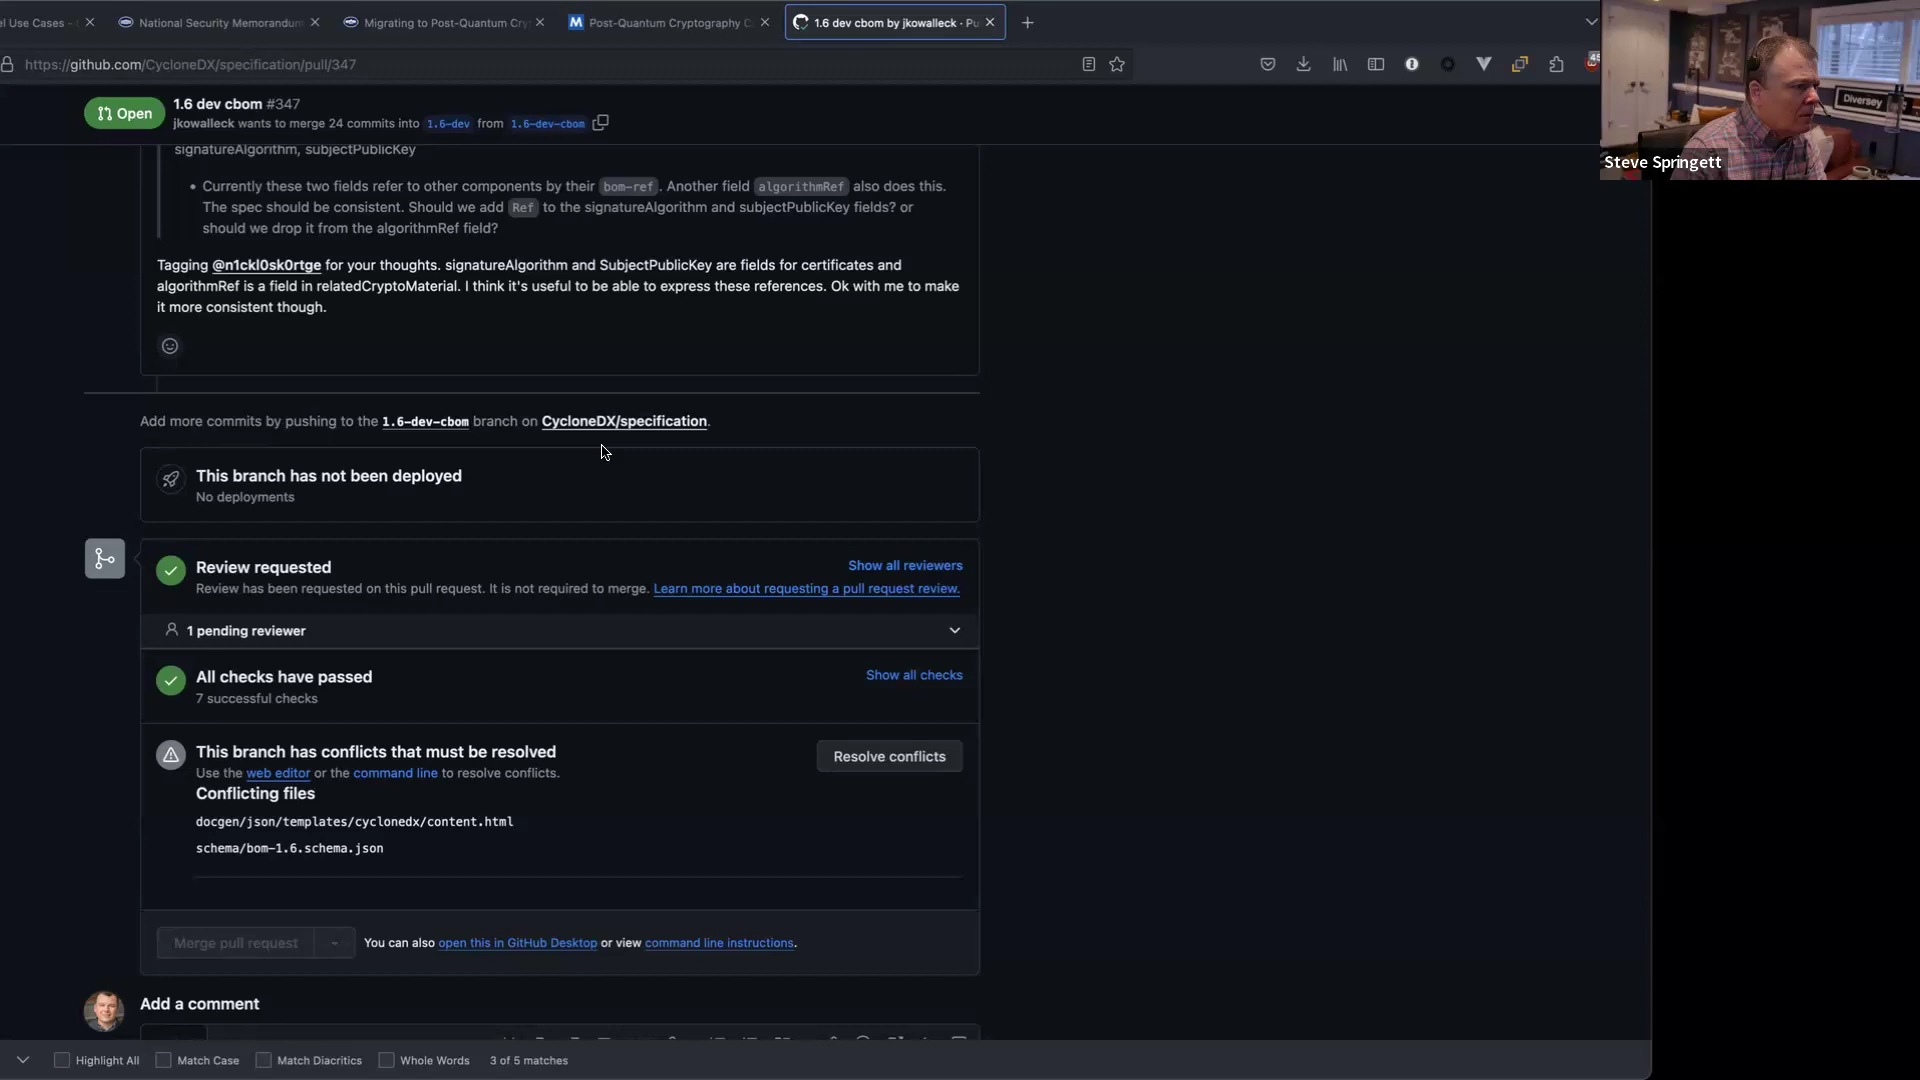 el Use Cases -
National Security Memorandum
Migrating to Post-Quantum Cry
Post-Quantum Cryptography C
1.6 dev cbom by jkowalleck · Pu
https://github.com/CycloneDX/specification/pull/347
45
Diversey
Steve Springett
Open
1.6 dev cbom #347
jkowalleck wants to merge 24 commits into 1.6-dev from 1.6-dev-cbom
signatureAlgorithm, subjectPublicKey
• Currently these two fields refer to other components by their bom-ref. Another field algorithmRef also does this.
The spec should be consistent. Should we add Ref to the signatureAlgorithm and subjectPublicKey fields? or
should we drop it from the algorithmRef field?
Tagging @n1ckl0sk0rtge for your thoughts. signatureAlgorithm and SubjectPublicKey are fields for certificates and
algorithmRef is a field in relatedCryptoMaterial. I think it's useful to be able to express these references. Ok with me to make
it more consistent though.
Add more commits by pushing to the 1.6-dev-cbom branch on CycloneDX/specification.
This branch has not been deployed
No deployments
Review requested
Show all reviewers
Review has been requested on this pull request. It is not required to merge. Learn more about requesting a pull request review.
1 pending reviewer
All checks have passed
Show all checks
7 successful checks
This branch has conflicts that must be resolved
Resolve conflicts
Use the web editor or the command line to resolve conflicts.
Conflicting files
docgen/json/templates/cyclonedx/content.html
schema/bom-1.6.schema.json
Merge pull request
You can also open this in GitHub Desktop or view command line instructions.
Add a comment
Highlight All
Match Case
Match Diacritics
Whole Words
3 of 5 matches